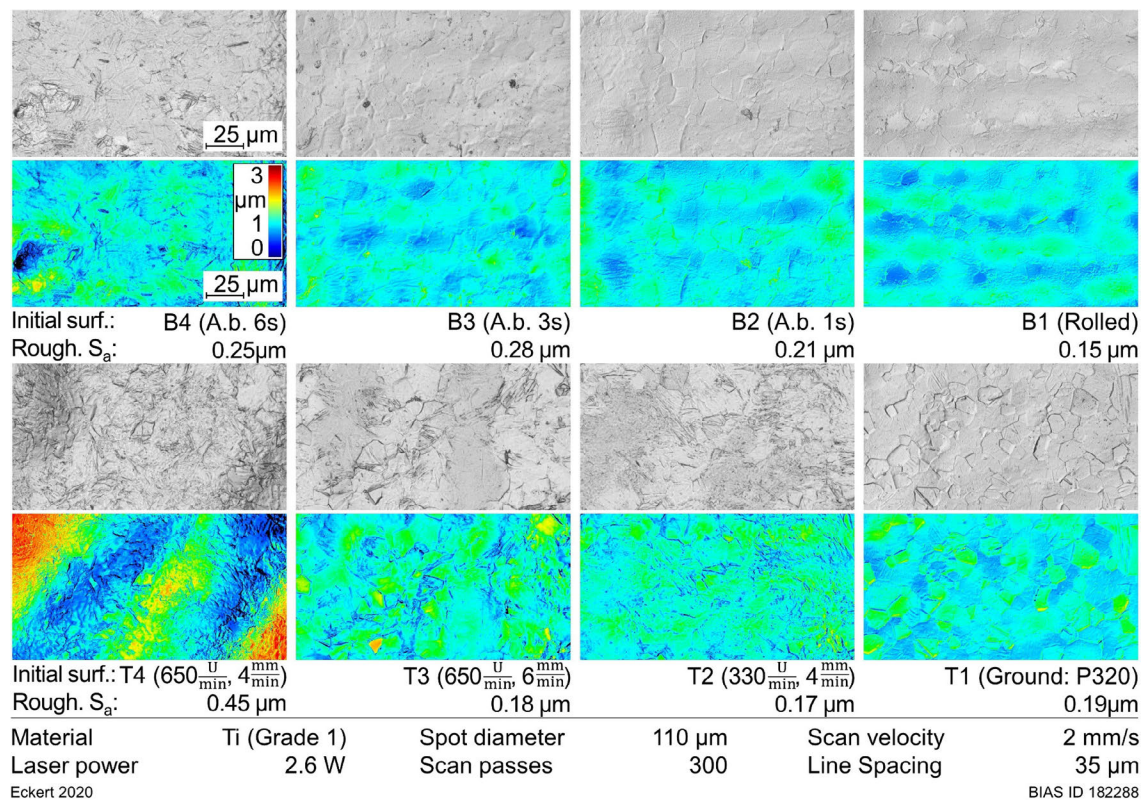 25 µm
3
µm
1
0
25 µm
Initial surf.: B4 (A.b. 6s) B3 (A.b. 3s) B2 (A.b. 1s) B1 (Rolled)
Rough. Sa: 0.25µm 0.28 µm 0.21 µm 0.15 µm
Initial surf.: T4 (650 U/min, 4 mm/min) T3 (650 U/min, 6 mm/min) T2 (330 U/min, 4 mm/min) T1 (Ground: P320)
Rough. Sa: 0.45 µm 0.18 µm 0.17 µm 0.19µm
Material Ti (Grade 1) Spot diameter 110 µm Scan velocity 2 mm/s
Laser power 2.6 W Scan passes 300 Line Spacing 35 µm
Eckert 2020 BIAS ID 182288